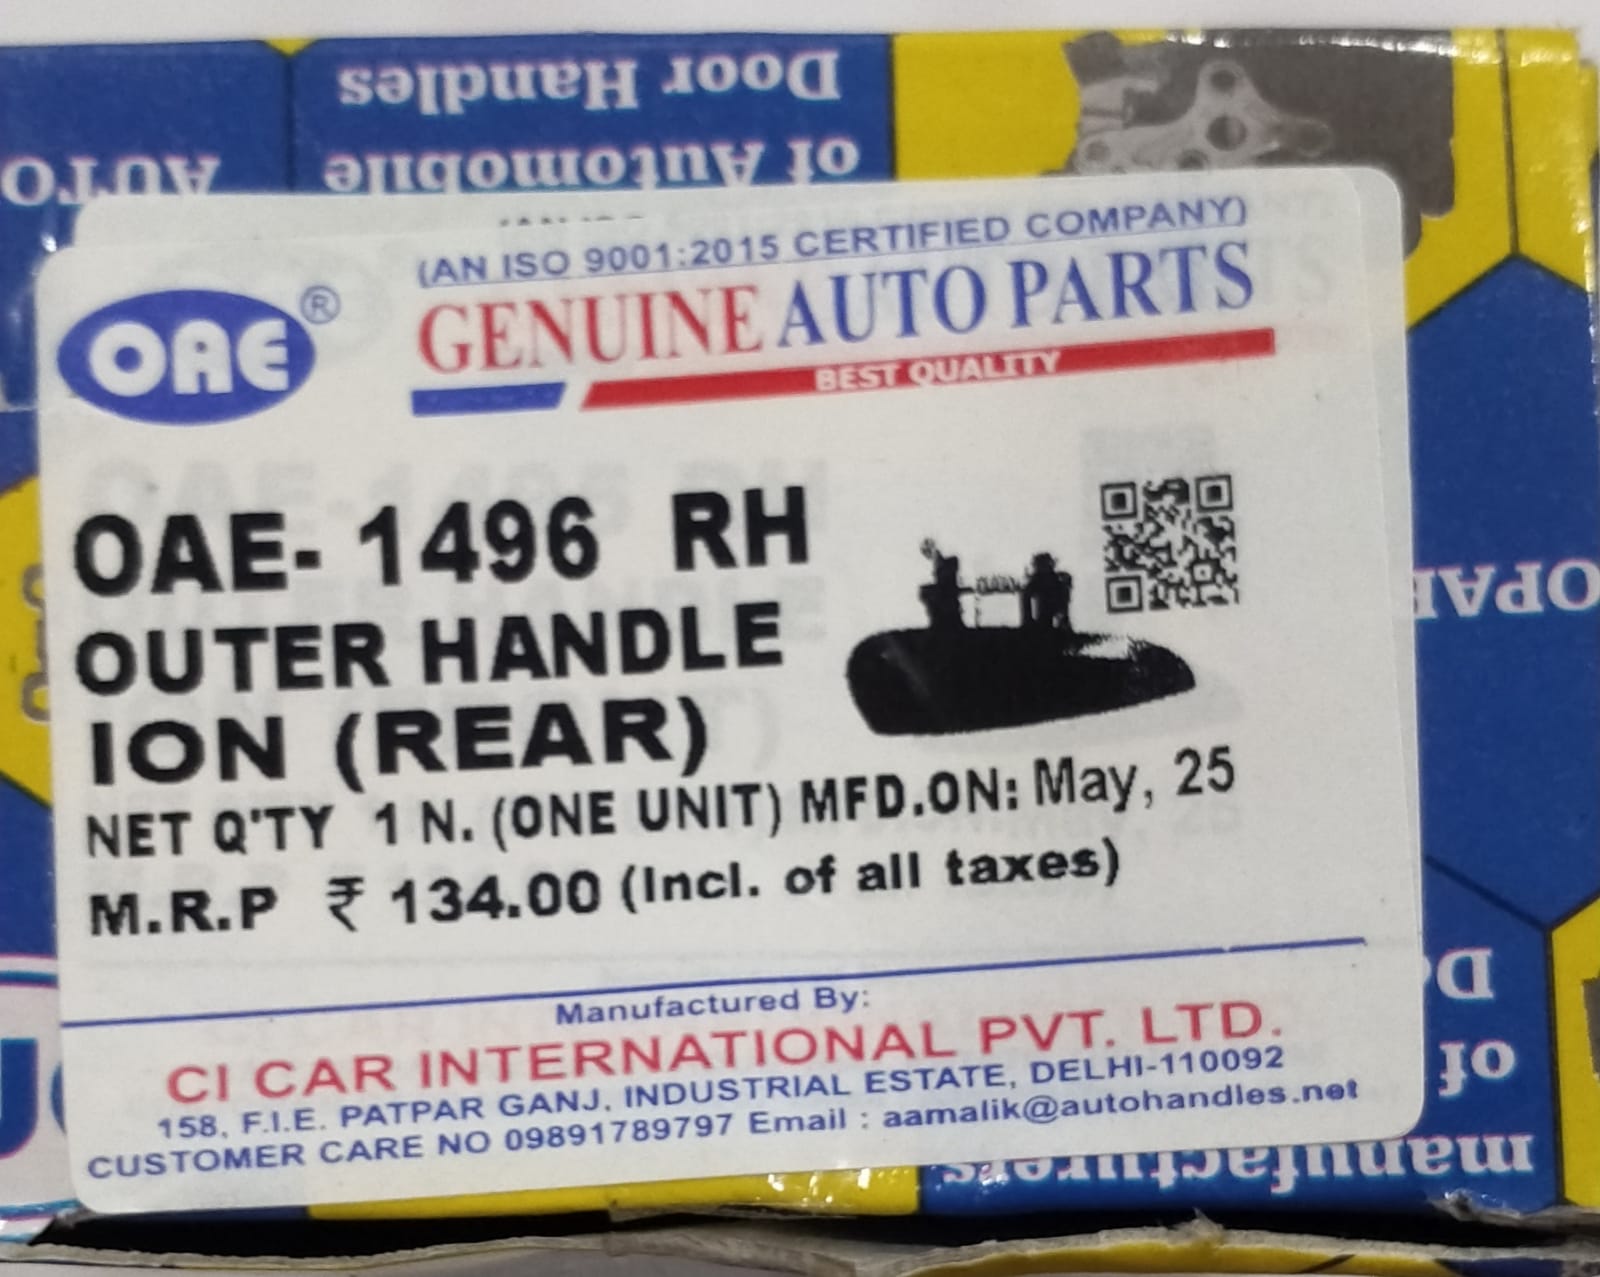 Door Handles
of Automobile
AUTO
(AN ISO 9001:2015 CERTIFIED COMPANY)
OAE®
GENUINE AUTO PARTS
BEST QUALITY
OAE- 1496 RH
OUTER HANDLE
ION (REAR)
NET Q'TY 1 N. (ONE UNIT) MFD.ON: May, 25
M.R.P ₹ 134.00 (Incl. of all taxes)
Manufactured By:
CI CAR INTERNATIONAL PVT. LTD.
158, F.I.E. PATPAR GANJ, INDUSTRIAL ESTATE, DELHI-110092
CUSTOMER CARE NO 09891789797 Email : aamalik@autohandles.net
of
manufacturers